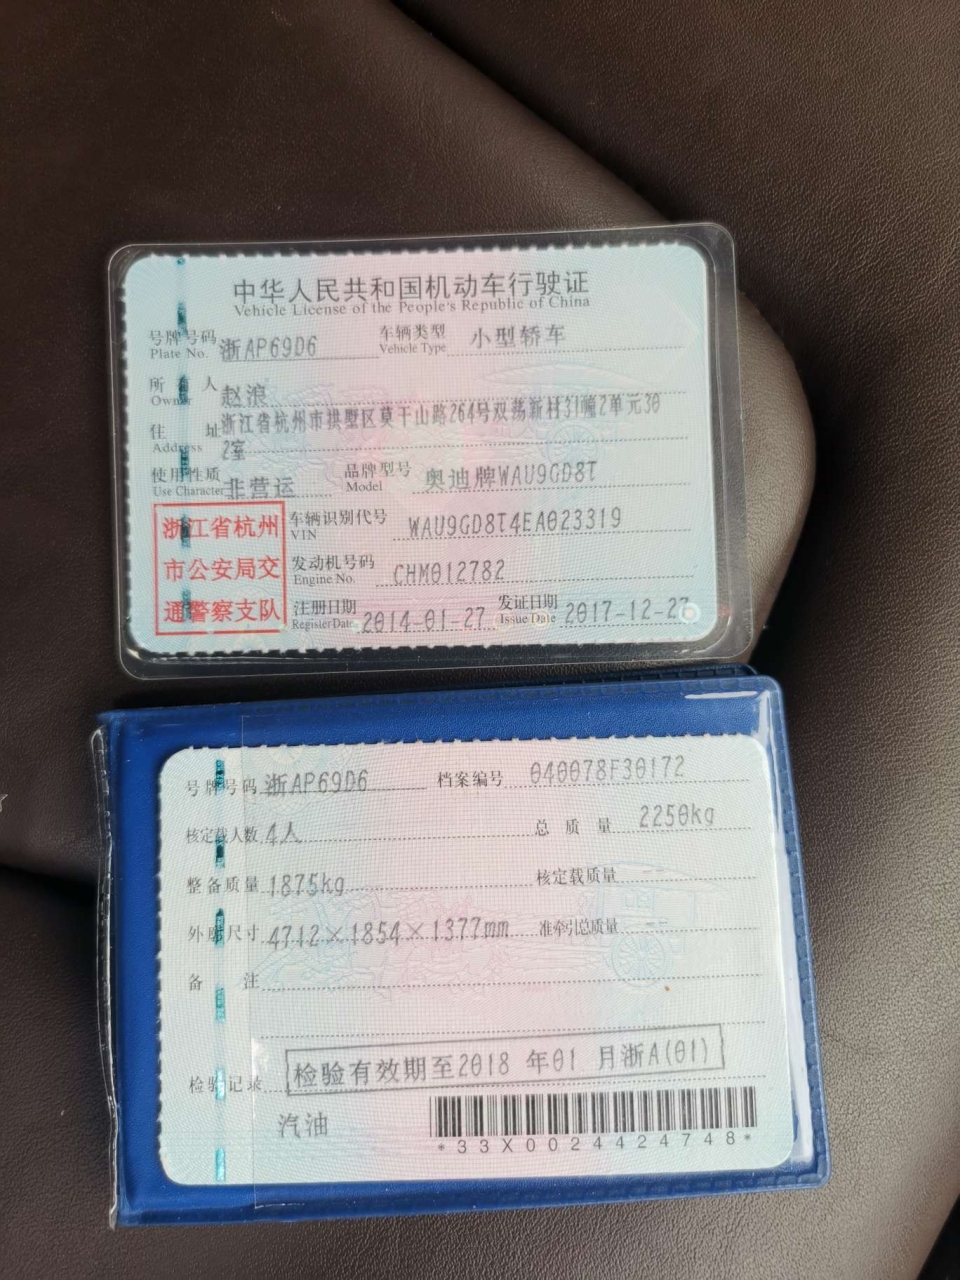 中华人民共和国机动车行驶证
Vehicle License of the People's Republic of China
号牌号码 Plate No. 浙AP69D6 车辆类型 Vehicle Type 小型轿车
所有人 Owner 赵浪
住址 Address 浙江省杭州市拱墅区莫干山路264号双荡新村31幢2单元30
2室
使用性质 Use Character 非营运 品牌型号 Model 奥迪牌WAU9GD8T
浙江省杭州
市公安局交
通警察支队
车辆识别代号 VIN WAU9GD8T4EA023319
发动机号码 Engine No. CHM012782
注册日期 Register Date 2014-01-27 发证日期 Issue Date 2017-12-27
号牌号码 浙AP69D6 档案编号 040078F30172
核定载人数 4人 总质量 2250kg
整备质量 1875kg 核定载质量
外廓尺寸 4712×1854×1377mm 准牵引总质量
备注
检验记录 检验有效期至2018 年01 月浙A(01)
汽油
*33X0024424748*